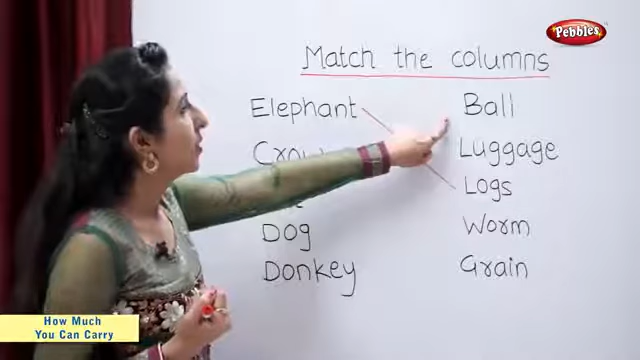 Pebbles
Match the columns
Elephant Ball
Luggage
Logs
Dog Worm
Donkey Grain
How Much
You Can Carry